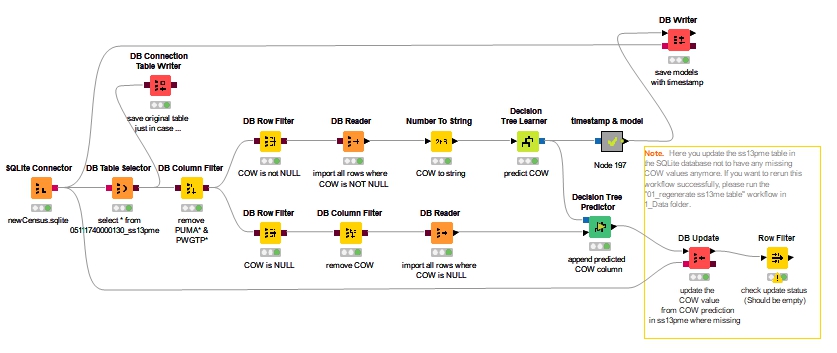 DB Writer
save models
with timestamp
DB Connection
Table Writer
save original table
just in case ...
DB Row Filter
COW is not NULL
DB Reader
import all rows where
COW is NOT NULL
Number To String
COW to string
Decision
Tree Learner
predict COW
timestamp & model
Node 197
SQLite Connector
newCensus.sqlite
DB Table Selector
select * from
05111740000130_ss13pme
DB Column Filter
remove
PUMA* &
PWGTP*
DB Row Filter
COW is NULL
DB Column Filter
remove COW
DB Reader
import all rows where
COW is NULL
Decision Tree
Predictor
append predicted
COW column
Note. Here you update the ss13pme table in
the SQLite database not to have any missing
COW values anymore. If you want to rerun this
workflow successfully, please run the
"01_regenerate ss13me table" workflow in
1_Data folder.
DB Update
update the
COW value
from COW prediction
in ss13pme where missing
Row Filter
check update status
(Should be empty)